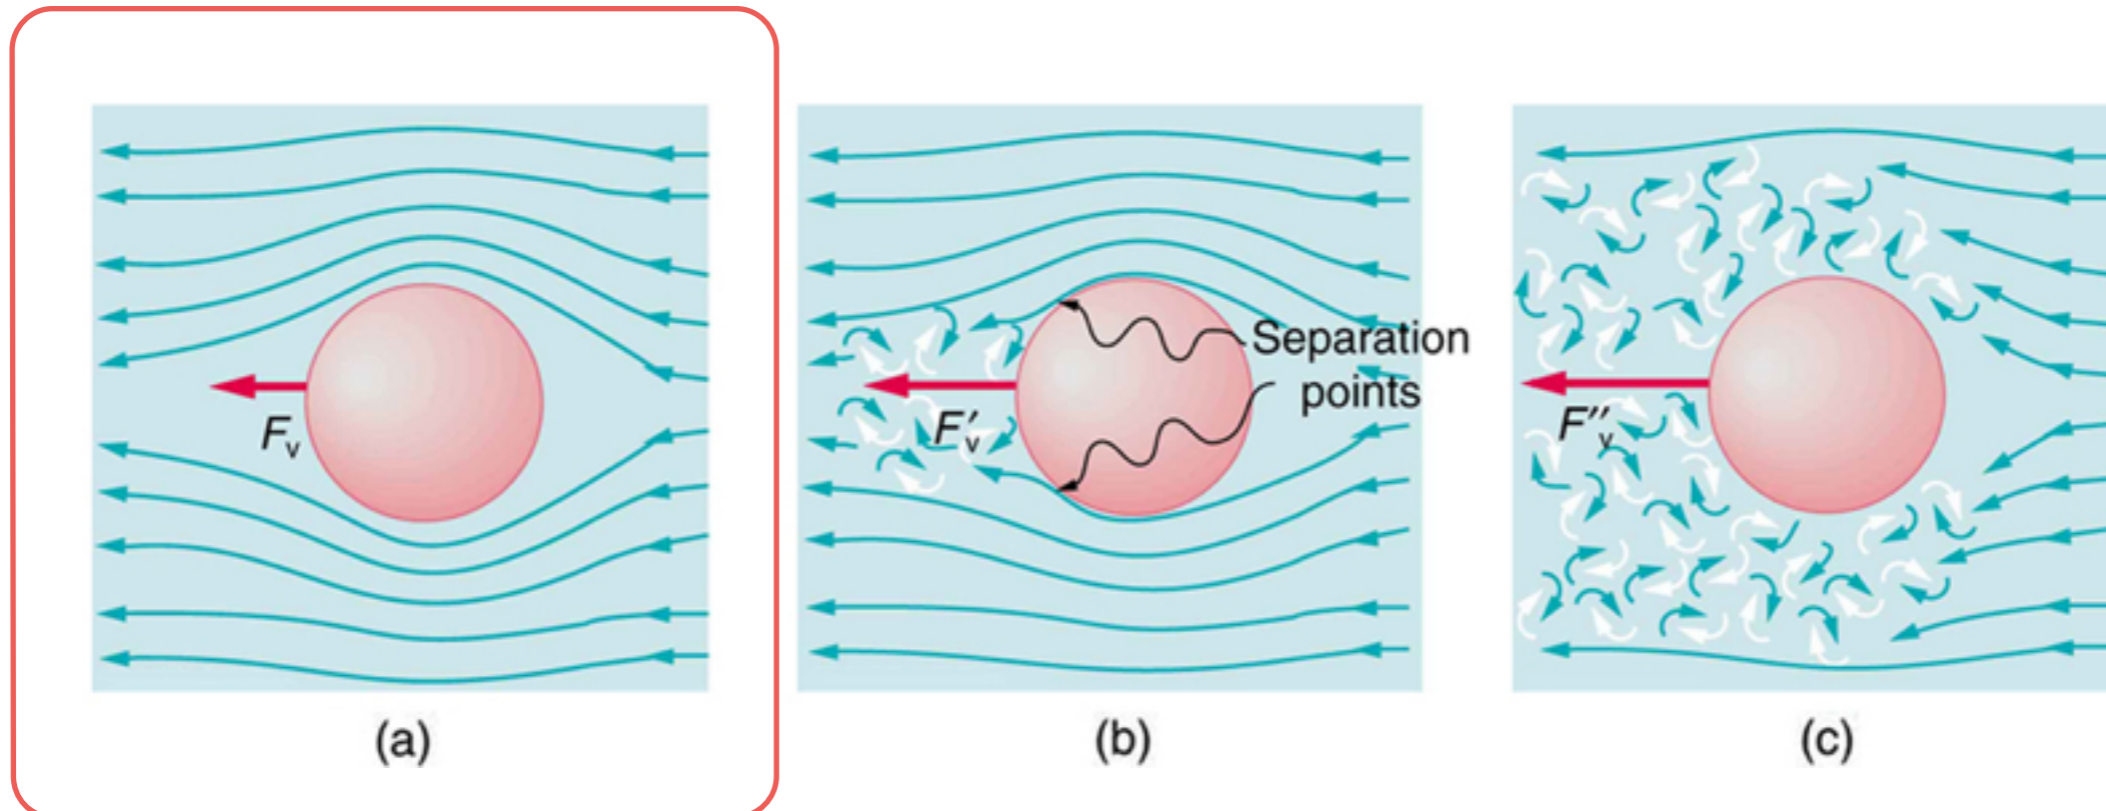 Separation
points
Fᵥ
F′ᵥ
F″ᵥ
(a)
(b)
(c)